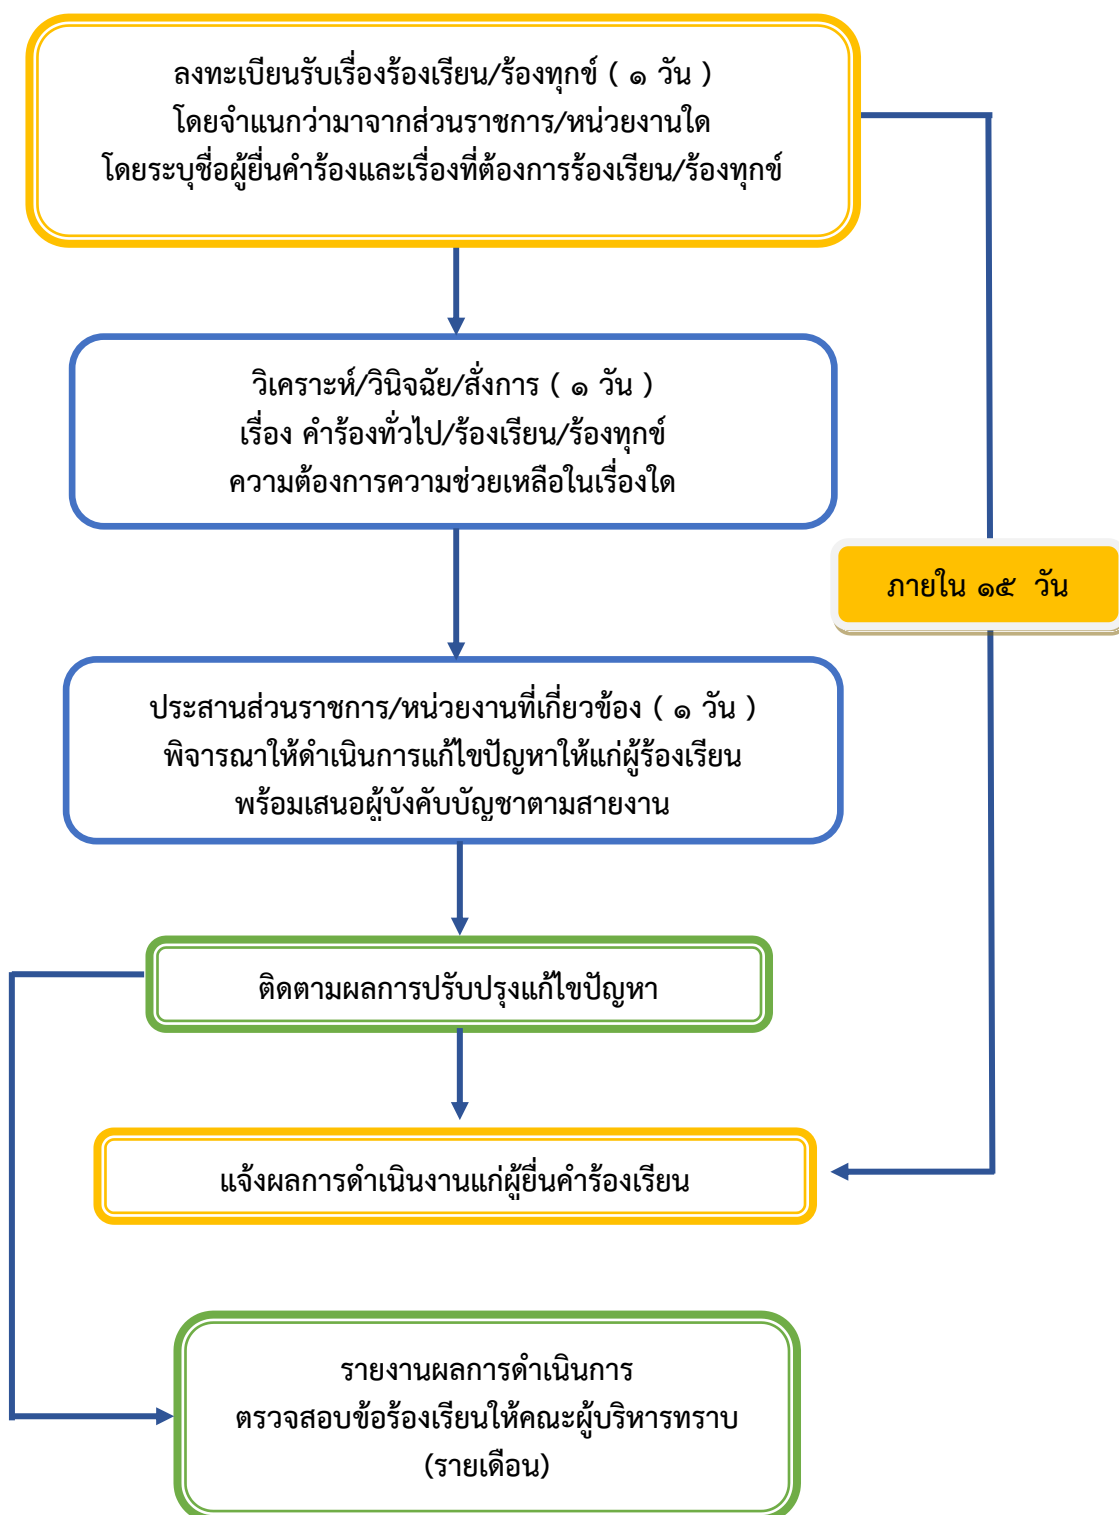 ลงทะเบียนรับเรื่องร้องเรียน/ร้องทุกข์ ( ๑ วัน )
โดยจำแนกว่ามาจากส่วนราชการ/หน่วยงานใด
โดยระบุชื่อผู้ยื่นคำร้องและเรื่องที่ต้องการร้องเรียน/ร้องทุกข์
วิเคราะห์/วินิจฉัย/สั่งการ ( ๑ วัน )
เรื่อง คำร้องทั่วไป/ร้องเรียน/ร้องทุกข์
ความต้องการความช่วยเหลือในเรื่องใด
ภายใน ๑๕ วัน
ประสานส่วนราชการ/หน่วยงานที่เกี่ยวข้อง ( ๑ วัน )
พิจารณาให้ดำเนินการแก้ไขปัญหาให้แก่ผู้ร้องเรียน
พร้อมเสนอผู้บังคับบัญชาตามสายงาน
ติดตามผลการปรับปรุงแก้ไขปัญหา
แจ้งผลการดำเนินงานแก่ผู้ยื่นคำร้องเรียน
รายงานผลการดำเนินการ
ตรวจสอบข้อร้องเรียนให้คณะผู้บริหารทราบ
(รายเดือน)